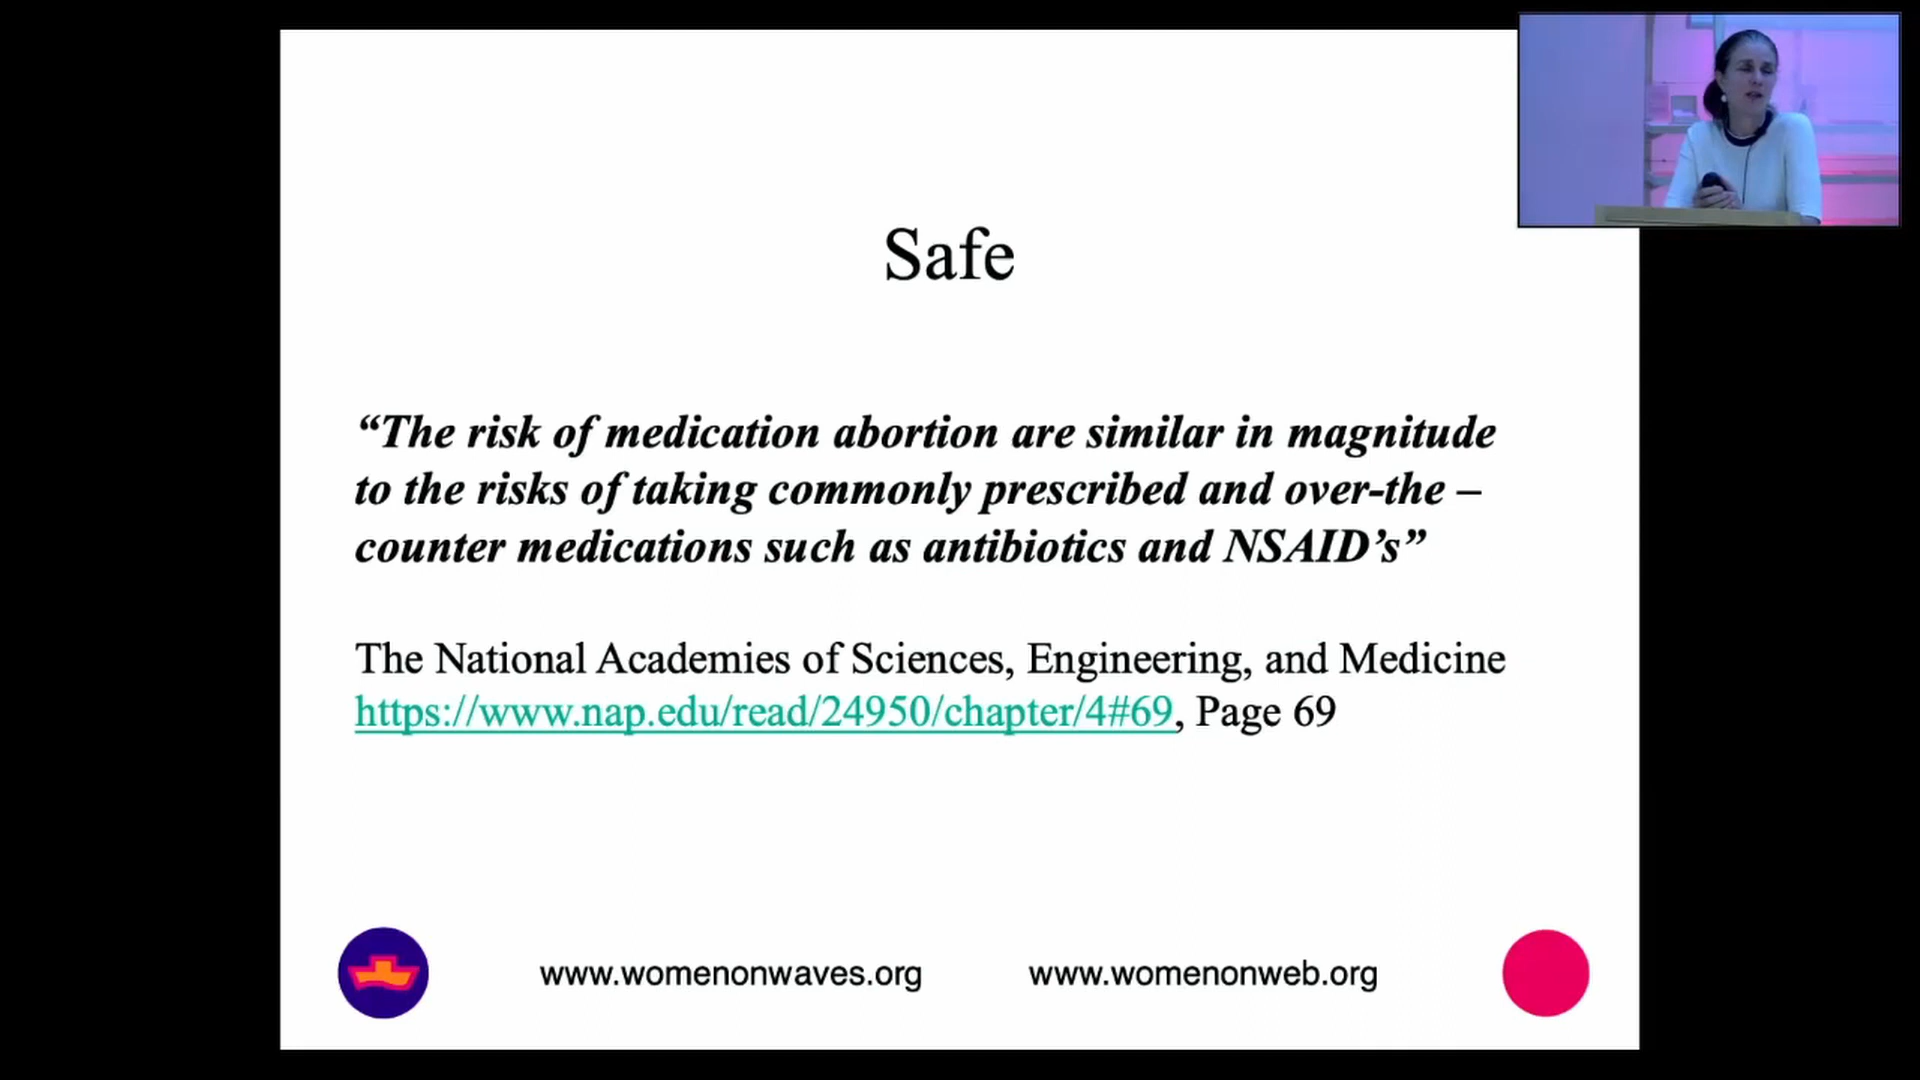 Safe
“The risk of medication abortion are similar in magnitude
to the risks of taking commonly prescribed and over-the –
counter medications such as antibiotics and NSAID’s”
The National Academies of Sciences, Engineering, and Medicine
https://www.nap.edu/read/24950/chapter/4#69, Page 69
www.womenonwaves.org
www.womenonweb.org